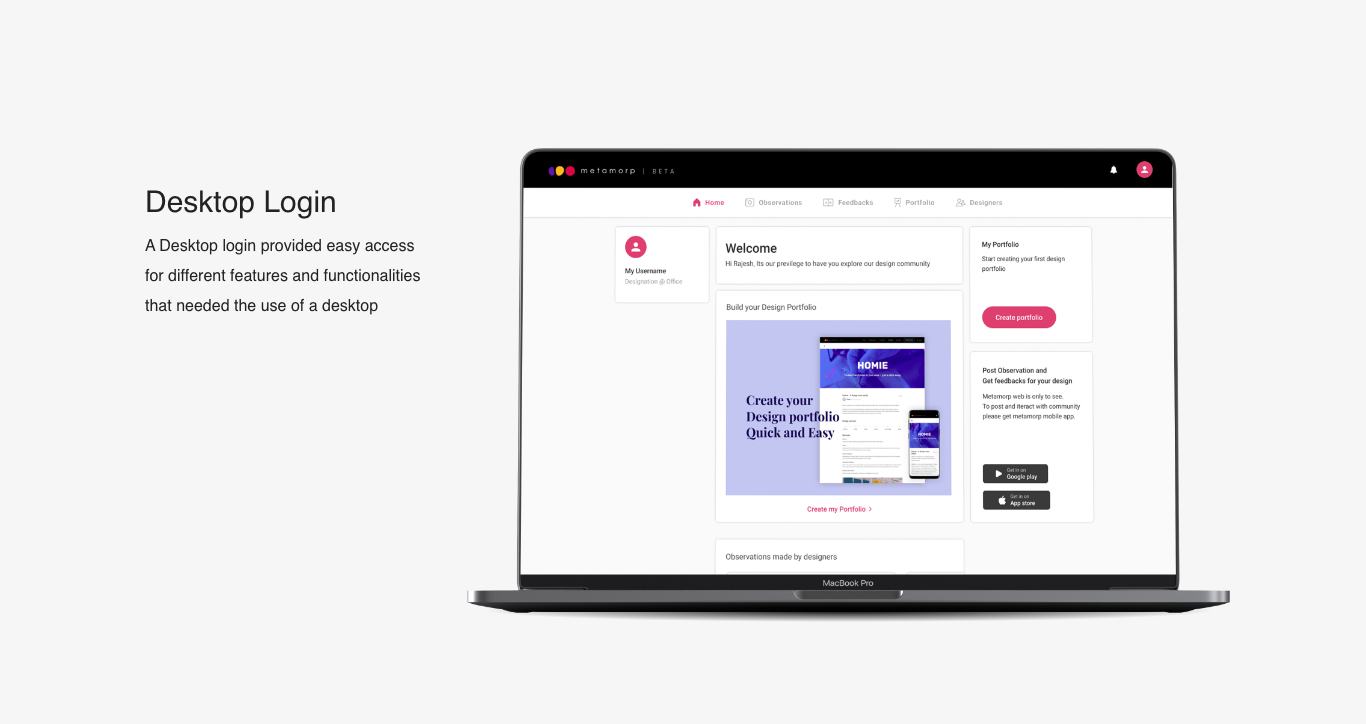 Desktop Login
A Desktop login provided easy access
for different features and functionalities
that needed the use of a desktop
metamorp | BETA
Home
Observations
Feedbacks
Portfolio
Designers
My Username
Designation @ Office
Welcome
Hi Rajesh, Its our previlege to have you explore our design community
Build your Design Portfolio
HOMIE
Create your
Design portfolio
Quick and Easy
HOMIE
Create my Portfolio >
Observations made by designers
My Portfolio
Start creating your first design
portfolio
Create portfolio
Post Observation and
Get feedbacks for your design
Metamorp web is only to see.
To post and iteract with community
please get metamorp mobile app.
Get in on
Google play
Get in on
App store
MacBook Pro